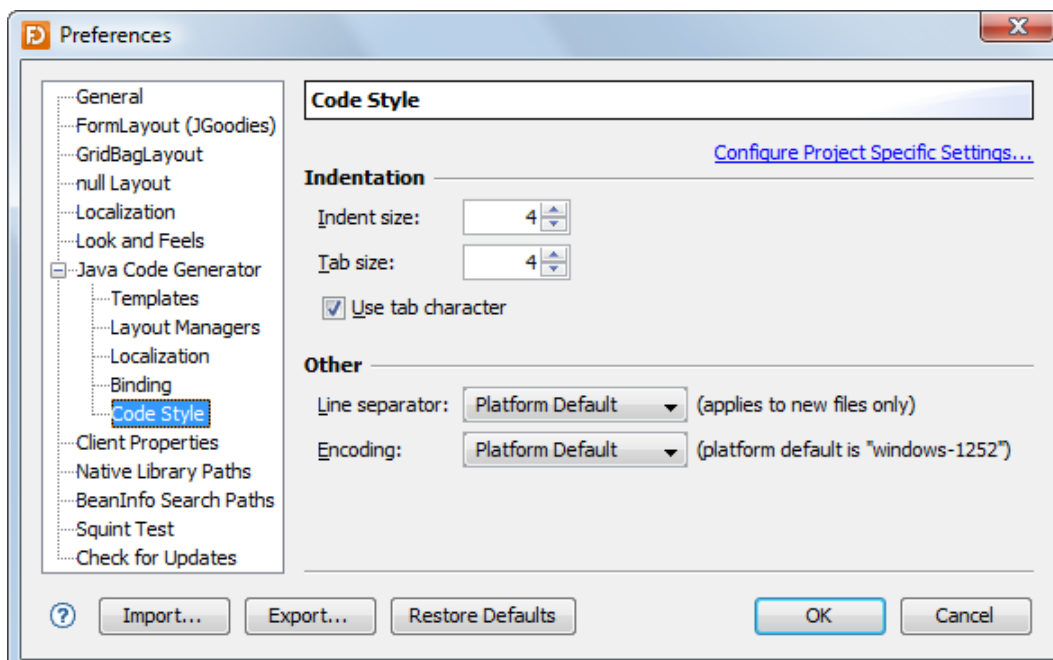 Preferences
General
FormLayout (JGoodies)
GridBagLayout
null Layout
Localization
Look and Feels
Java Code Generator
Templates
Layout Managers
Localization
Binding
Code Style
Client Properties
Native Library Paths
BeanInfo Search Paths
Squint Test
Check for Updates
Code Style
Configure Project Specific Settings...
Indentation
Indent size: 4
Tab size: 4
Use tab character
Other
Line separator: Platform Default (applies to new files only)
Encoding: Platform Default (platform default is "windows-1252")
? Import... Export... Restore Defaults OK Cancel